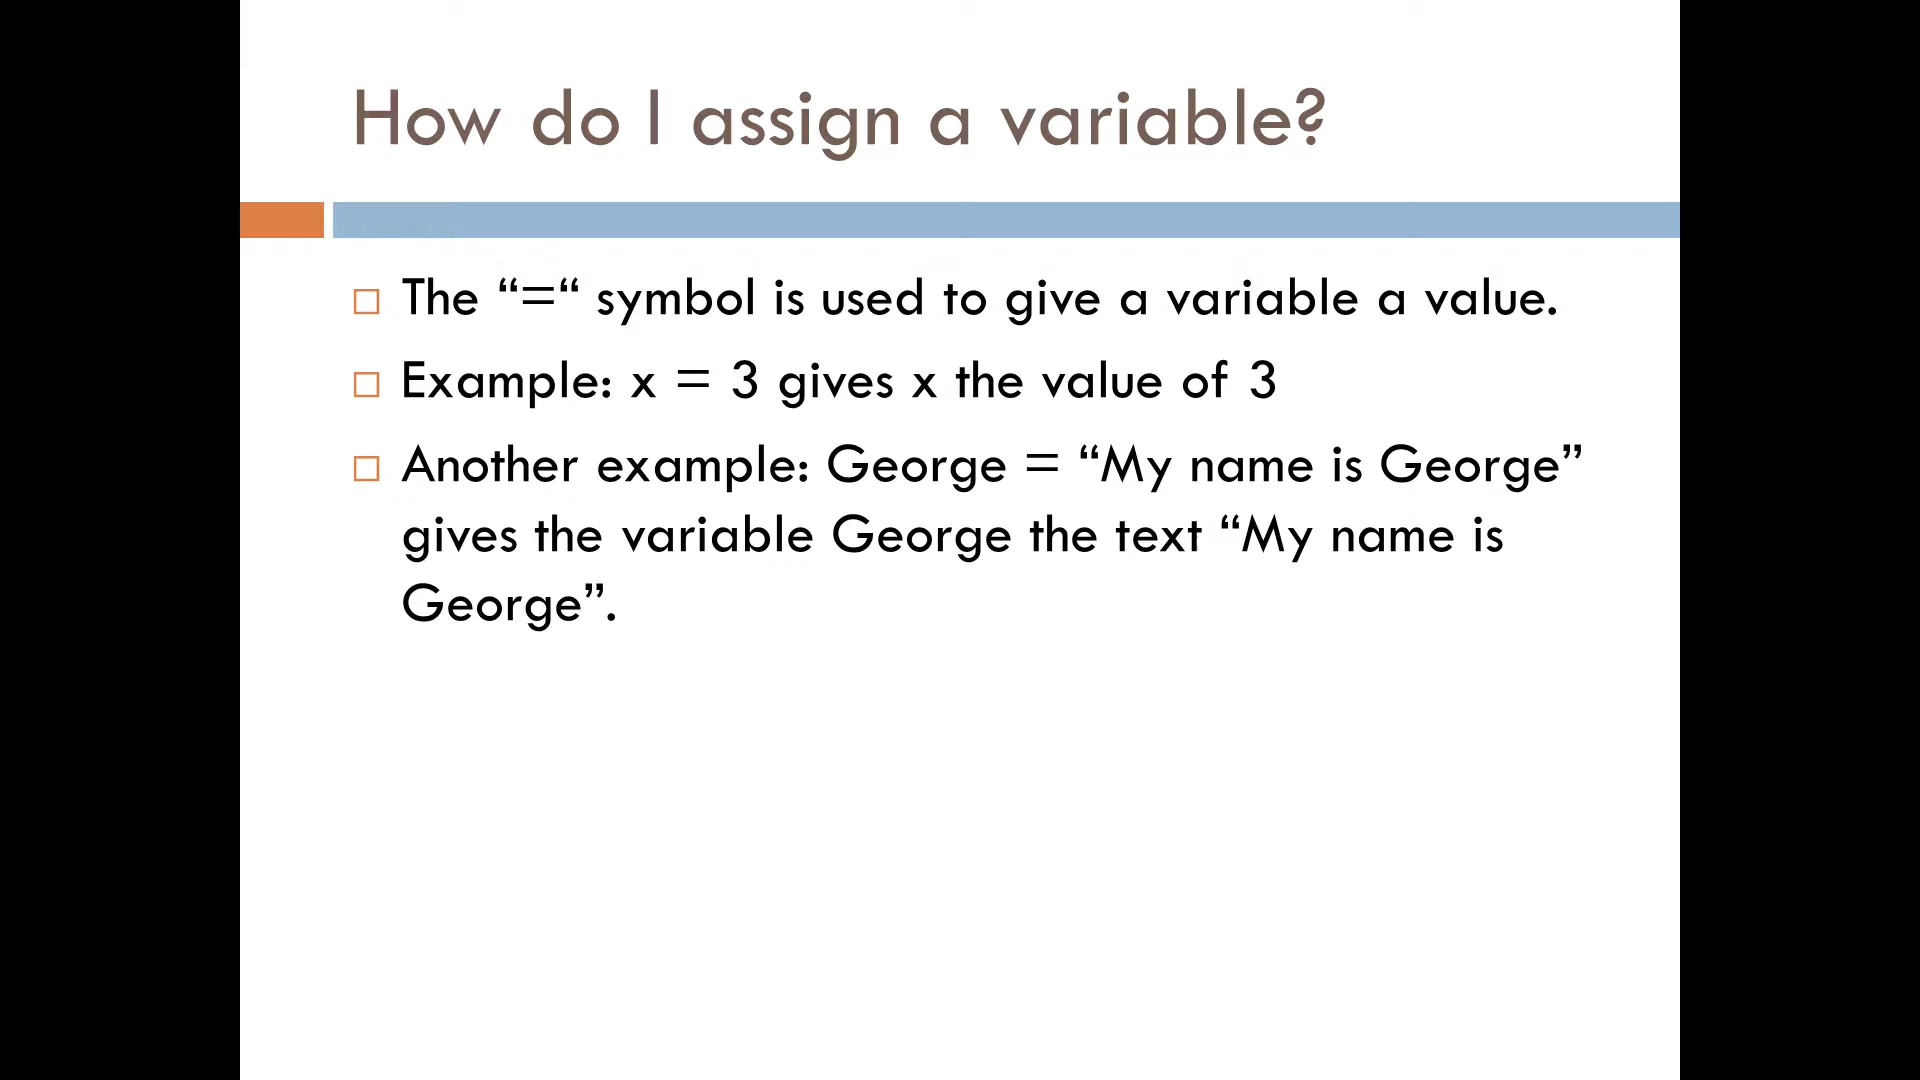 How do I assign a variable?
The “=“ symbol is used to give a variable a value.
Example: x = 3 gives x the value of 3
Another example: George = “My name is George”
gives the variable George the text “My name is
George”.